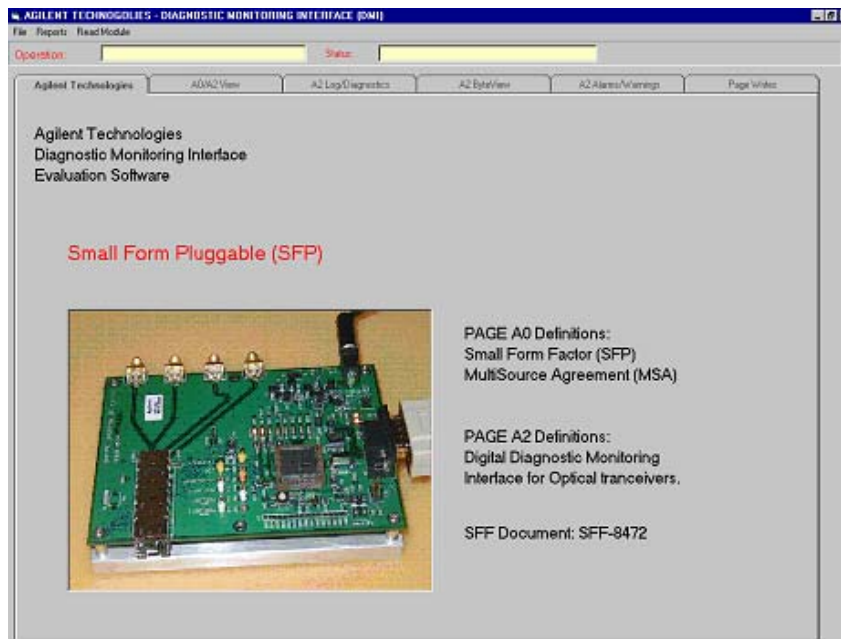 AGILENT TECHNOGOLIES - DIAGNOSTIC MONITORING INTERFACE (DMI)
File Reports ReadModule
Operation: Status:
Agilent Technologies A0/A2 View A2 Log/Diagnostics A2 ByteView A2 Alarms/Warnings Page Writes
Agilent Technologies
Diagnostic Monitoring Interface
Evaluation Software
Small Form Pluggable (SFP)
PAGE A0 Definitions:
Small Form Factor (SFP)
MultiSource Agreement (MSA)
PAGE A2 Definitions:
Digital Diagnostic Monitoring
Interface for Optical tranceivers.
SFF Document: SFF-8472